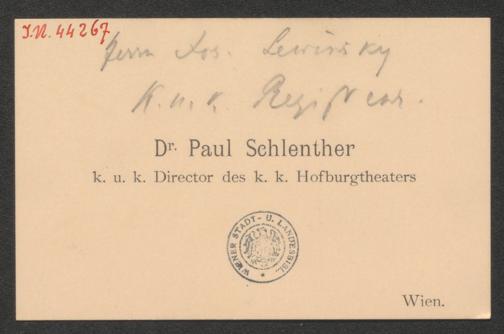 I.N. 44267
Herrn Jos. Lewinsky
K. u. k. Regisseur.
Dr. Paul Schlenther
k. u. k. Director des k. k. Hofburgtheaters
WIENER STADT- U. LANDESBIBL.
Wien.